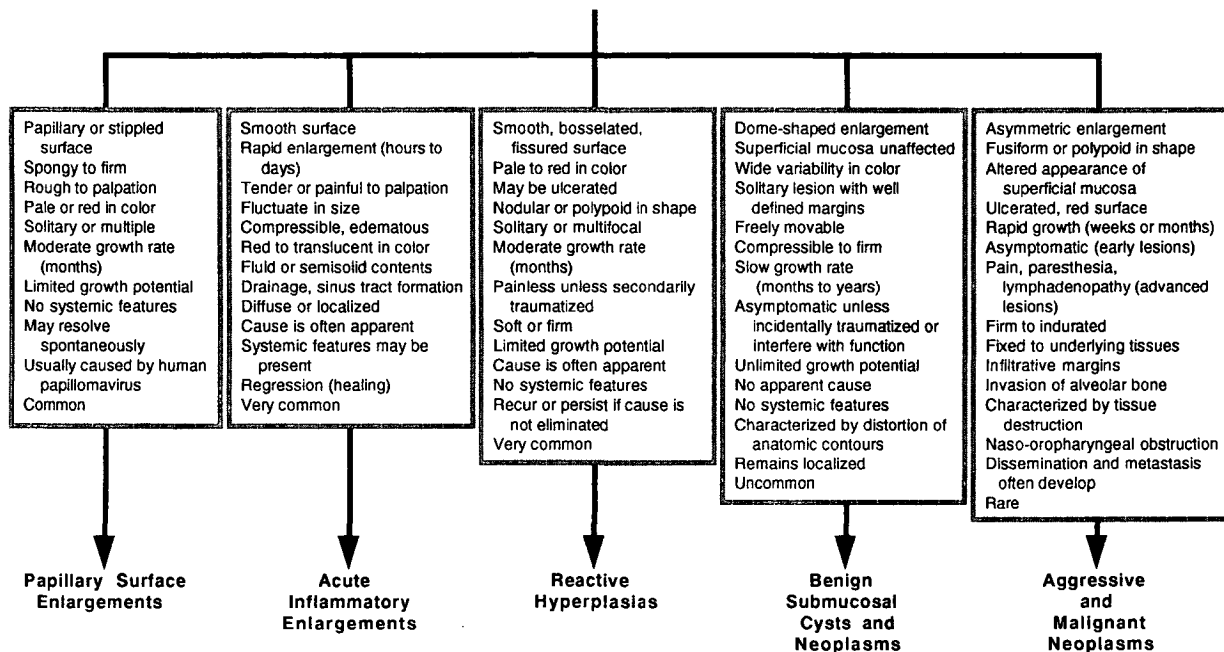 Papillary or stippled
surface
Spongy to firm
Rough to palpation
Pale or red in color
Solitary or multiple
Moderate growth rate
(months)
Limited growth potential
No systemic features
May resolve
spontaneously
Usually caused by human
papillomavirus
Common
Papillary Surface
Enlargements
Smooth surface
Rapid enlargement (hours to
days)
Tender or painful to palpation
Fluctuate in size
Compressible, edematous
Red to translucent in color
Fluid or semisolid contents
Drainage, sinus tract formation
Diffuse or localized
Cause is often apparent
Systemic features may be
present
Regression (healing)
Very common
Acute
Inflammatory
Enlargements
Smooth, bosselated,
fissured surface
Pale to red in color
May be ulcerated
Nodular or polypoid in shape
Solitary or multifocal
Moderate growth rate
(months)
Painless unless secondarily
traumatized
Soft or firm
Limited growth potential
Cause is often apparent
No systemic features
Recur or persist if cause is
not eliminated
Very common
Reactive
Hyperplasias
Dome-shaped enlargement
Superficial mucosa unaffected
Wide variability in color
Solitary lesion with well
defined margins
Freely movable
Compressible to firm
Slow growth rate
(months to years)
Asymptomatic unless
incidentally traumatized or
interfere with function
Unlimited growth potential
No apparent cause
No systemic features
Characterized by distortion of
anatomic contours
Remains localized
Uncommon
Benign
Submucosal
Cysts and
Neoplasms
Asymmetric enlargement
Fusiform or polypoid in shape
Altered appearance of
superficial mucosa
Ulcerated, red surface
Rapid growth (weeks or months)
Asymptomatic (early lesions)
Pain, paresthesia,
lymphadenopathy (advanced
lesions)
Firm to indurated
Fixed to underlying tissues
Infiltrative margins
Invasion of alveolar bone
Characterized by tissue
destruction
Naso-oropharyngeal obstruction
Dissemination and metastasis
often develop
Rare
Aggressive
and
Malignant
Neoplasms